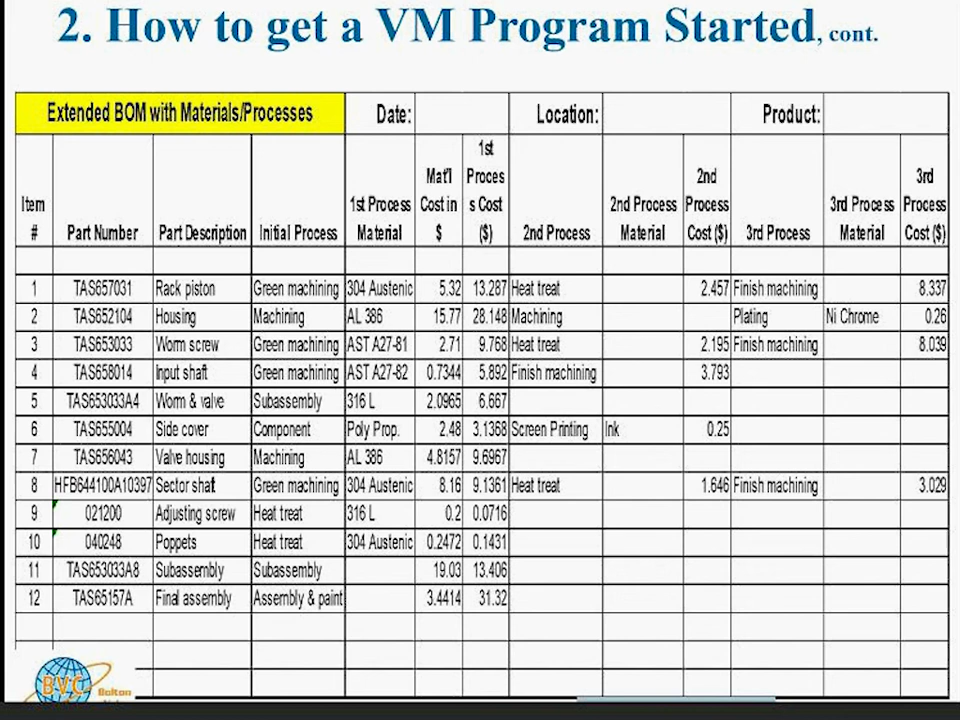 2. How to get a VM Program Started, cont.
Extended BOM with Materials/Processes Date: Location: Product:
Item # Part Number Part Description Initial Process 1st Process Material Mat'l Cost in $ 1st Process Cost ($) 2nd Process 2nd Process Material 2nd Process Cost ($) 3rd Process 3rd Process Material 3rd Process Cost ($)
1 TAS657031 Rack piston Green machining 304 Austenic 5.32 13.287 Heat treat 2.457 Finish machining 8.337
2 TAS652104 Housing Machining AL 386 15.77 28.148 Machining Plating Ni Chrome 0.26
3 TAS653033 Worm screw Green machining AST A27-81 2.71 9.768 Heat treat 2.195 Finish machining 8.039
4 TAS658014 Input shaft Green machining AST A27-82 0.7344 5.892 Finish machining 3.793
5 TAS653033A4 Worm & valve Subassembly 316 L 2.0965 6.667
6 TAS655004 Side cover Component Poly Prop. 2.48 3.1368 Screen Printing Ink 0.25
7 TAS656043 Valve housing Machining AL 386 4.8157 9.6967
8 HFB644100A10397 Sector shaft Green machining 304 Austenic 8.16 9.1361 Heat treat 1.646 Finish machining 3.029
9 021200 Adjusting screw Heat treat 316 L 0.2 0.0716
10 040248 Poppets Heat treat 304 Austenic 0.2472 0.1431
11 TAS653033A8 Subassembly Subassembly 19.03 13.406
12 TAS65157A Final assembly Assembly & paint 3.4414 31.32
BVC Bolton